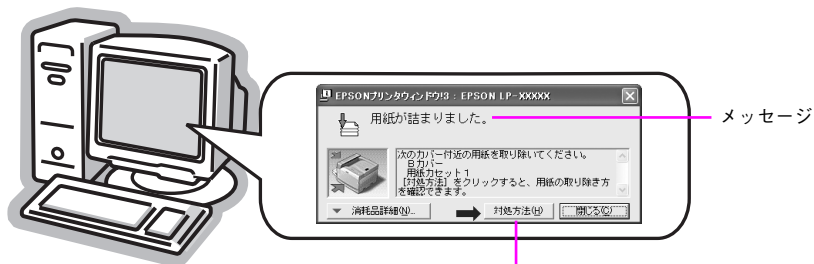 EPSONプリンタウィンドウ!3 : EPSON LP-XXXXX
用紙が詰まりました。
メッセージ
次のカバー付近の用紙を取り除いてください。
Bカバー
用紙カセット1
[対処方法] をクリックすると、用紙の取り除き方
を確認できます。
消耗品詳細(N)...
対処方法(H)
閉じる(C)